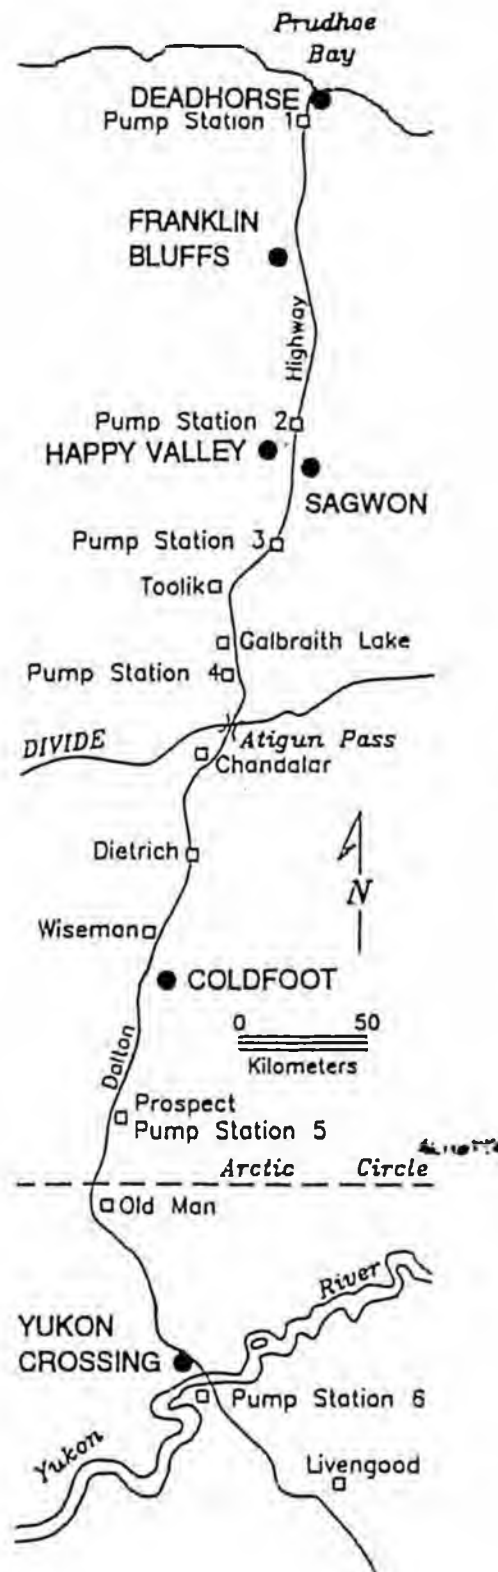 Prudhoe
Bay
DEADHORSE
Pump Station 1
FRANKLIN
BLUFFS
Highway
Pump Station 2
HAPPY VALLEY
SAGWON
Pump Station 3
Toolik
Galbraith Lake
Pump Station 4
DIVIDE
Atigun Pass
Chandalar
Dietrich
N
Wiseman
COLDFOOT
0 50
Kilometers
Dalton
Prospect
Pump Station 5
Arctic Circle
Old Man
River
YUKON
CROSSING
Pump Station 6
Yukon
Livengood